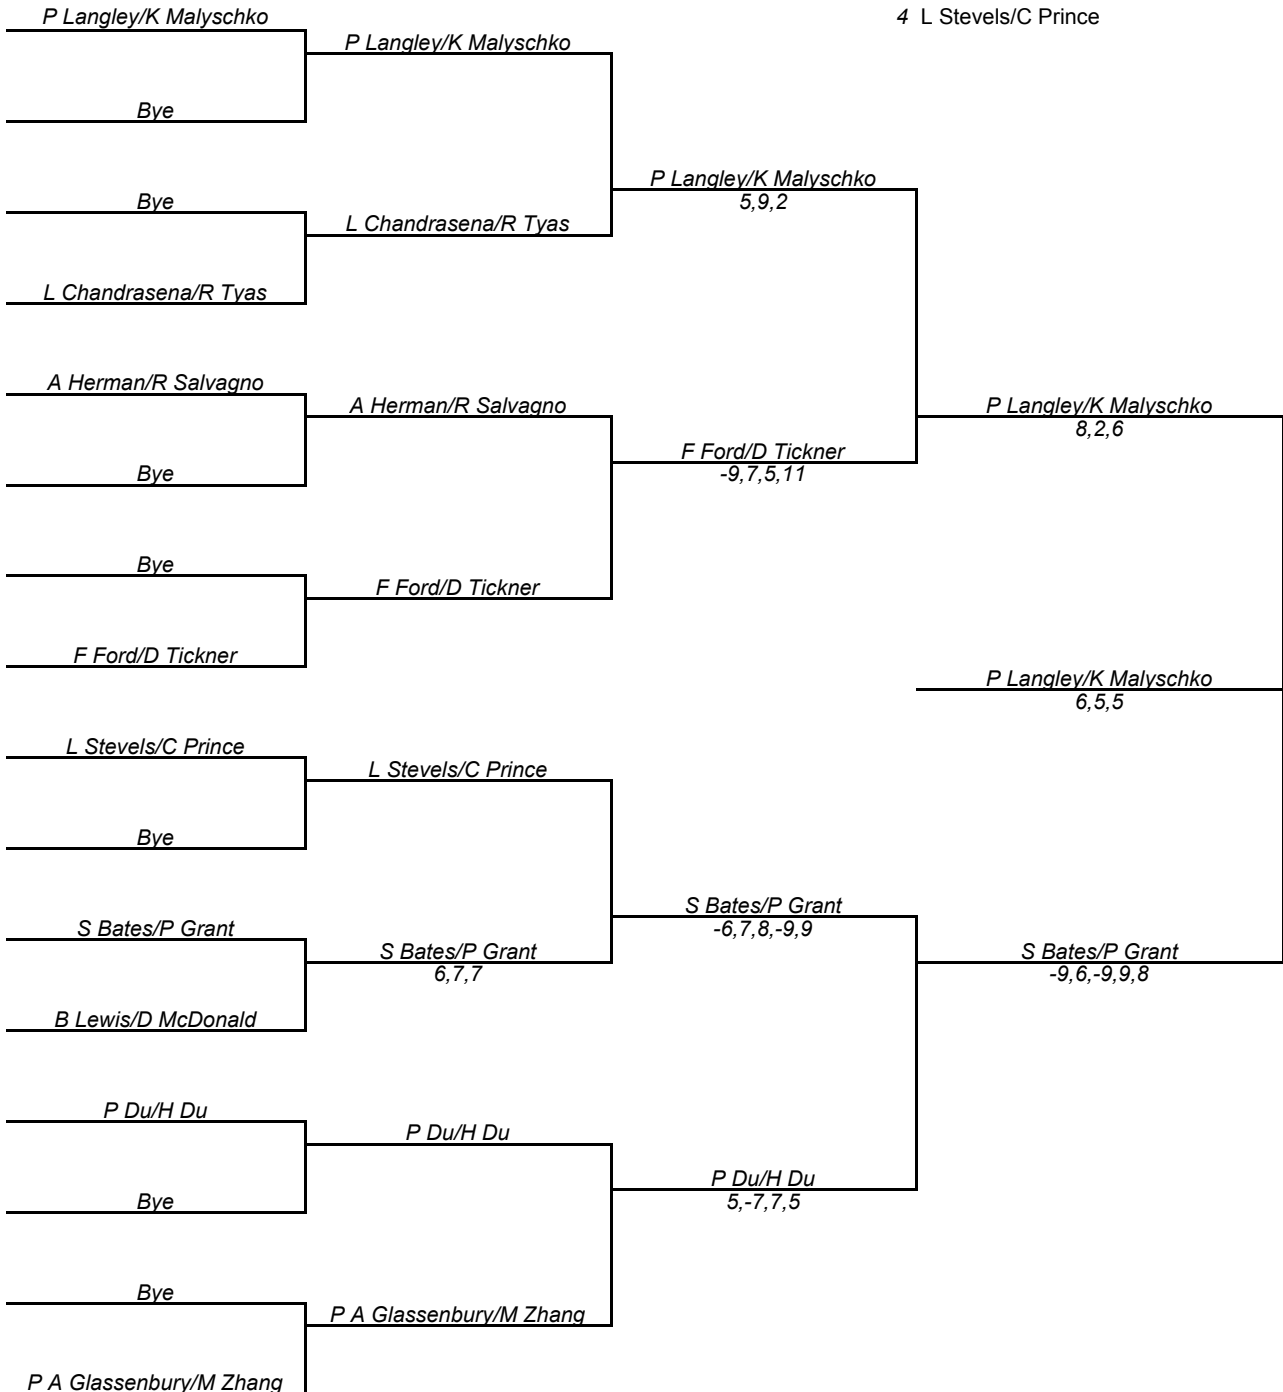 P Langley/K Malyschko
4 L Stevels/C Prince
P Langley/K Malyschko
Bye
P Langley/K Malyschko
5,9,2
Bye
L Chandrasena/R Tyas
L Chandrasena/R Tyas
A Herman/R Salvagno
A Herman/R Salvagno
P Langley/K Malyschko
8,2,6
F Ford/D Tickner
-9,7,5,11
Bye
Bye
F Ford/D Tickner
F Ford/D Tickner
P Langley/K Malyschko
6,5,5
L Stevels/C Prince
L Stevels/C Prince
Bye
S Bates/P Grant
-6,7,8,-9,9
S Bates/P Grant
S Bates/P Grant
6,7,7
S Bates/P Grant
-9,6,-9,9,8
B Lewis/D McDonald
P Du/H Du
P Du/H Du
P Du/H Du
5,-7,7,5
Bye
Bye
P A Glassenbury/M Zhang
P A Glassenbury/M Zhang